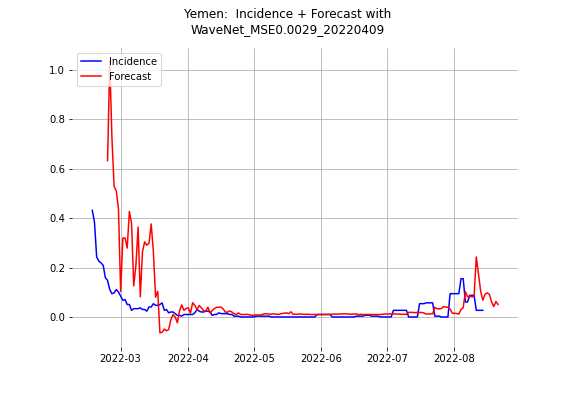 Yemen:  Incidence + Forecast with
WaveNet_MSE0.0029_20220409
Incidence
Forecast
1.0
0.8
0.6
0.4
0.2
0.0
2022-03 2022-04 2022-05 2022-06 2022-07 2022-08